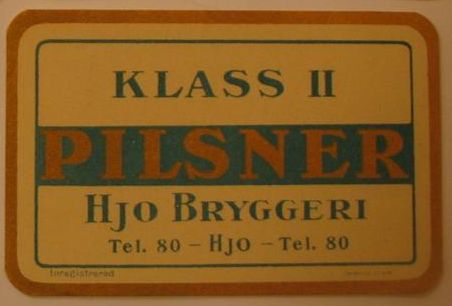 KLASS II
PILSNER
HJO BRYGGERI
Tel. 80 – HJO – Tel. 80
Inregistrerad